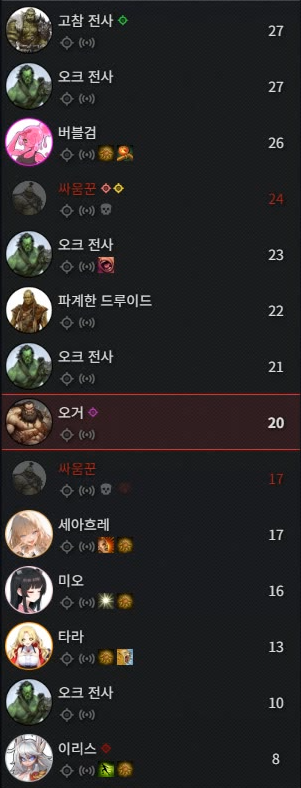 고참 전사 27
오크 전사 27
버블검 26
싸움꾼 24
오크 전사 23
파계한 드루이드 22
오크 전사 21
오거 20
싸움꾼 17
세아흐레 17
미오 16
타라 13
오크 전사 10
이리스 8